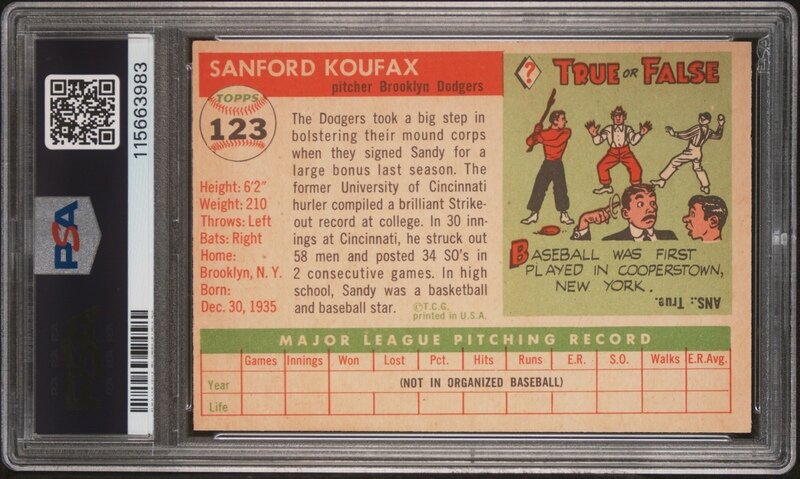 115663983
PSA
SANFORD KOUFAX
pitcher Brooklyn Dodgers
TOPPS
123
Height: 6'2"
Weight: 210
Throws: Left
Bats: Right
Home:
Brooklyn, N. Y.
Born:
Dec. 30, 1935
The Dodgers took a big step in
bolstering their mound corps
when they signed Sandy for a
large bonus last season. The
former University of Cincinnati
hurler compiled a brilliant Strike-
out record at college. In 30 inn-
ings at Cincinnati, he struck out
58 men and posted 34 SO's in
2 consecutive games. In high
school, Sandy was a basketball
and baseball star.
©T.C.G.
printed in U.S.A.
?
TRUE OR FALSE
BASEBALL WAS FIRST
PLAYED IN COOPERSTOWN,
NEW YORK.
ANS.: True.
MAJOR LEAGUE PITCHING RECORD
Games Innings Won Lost Pct. Hits Runs E.R. S.O. Walks E.R.Avg.
Year (NOT IN ORGANIZED BASEBALL)
Life